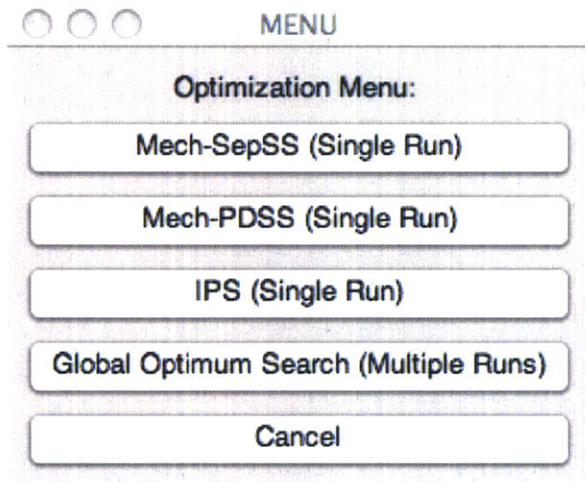 MENU
Optimization Menu:
Mech-SepSS (Single Run)
Mech-PDSS (Single Run)
IPS (Single Run)
Global Optimum Search (Multiple Runs)
Cancel